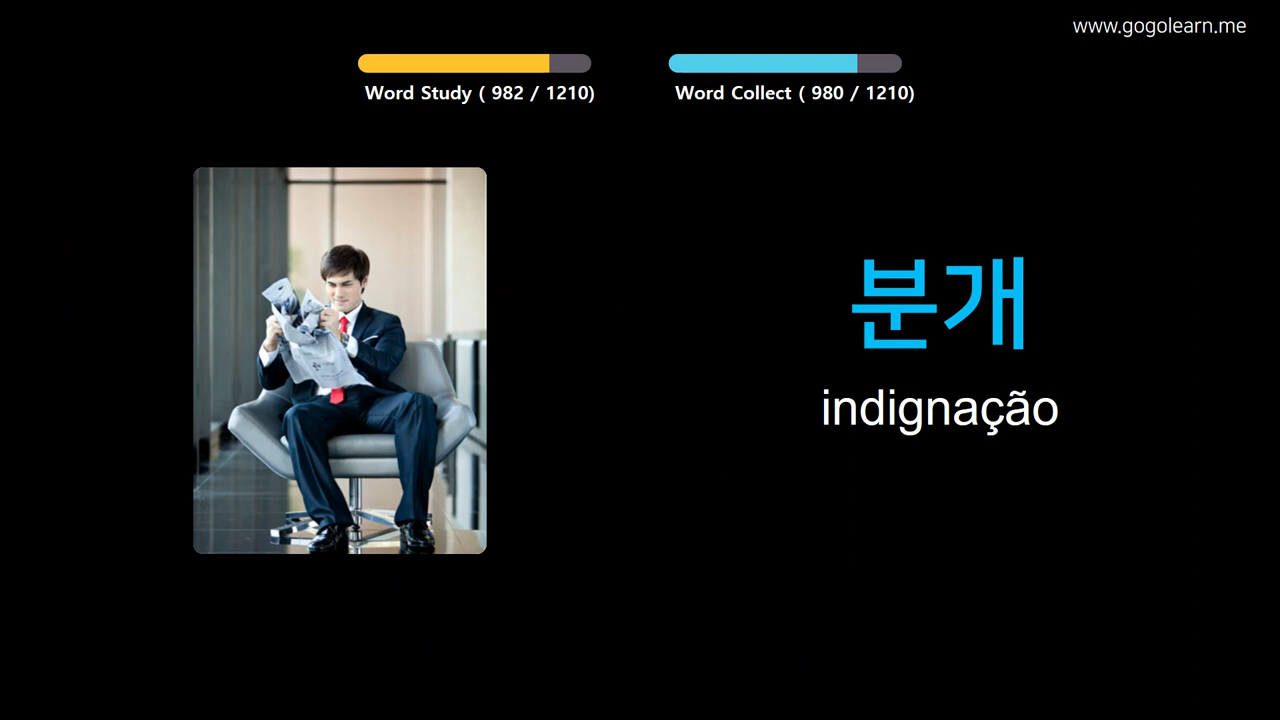 www.gogolearn.me
Word Study ( 982 / 1210)
Word Collect ( 980 / 1210)
분개
indignação